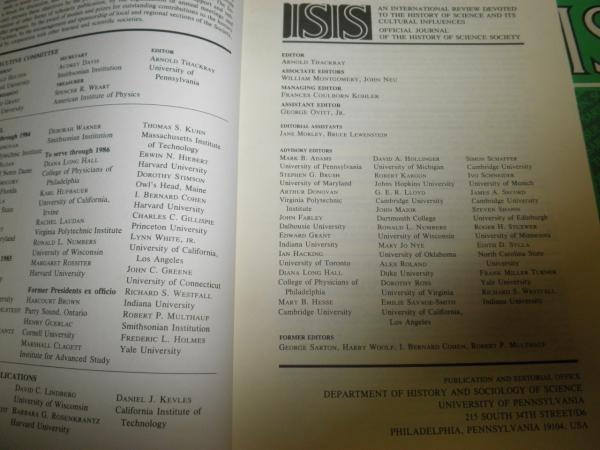 by other learned and scientific societies.
EXECUTIVE COMMITTEE
SECRETARY
AUDREY DAVIS
Smithsonian Institution
TREASURER
SPENCER R. WEART
American Institute of Physics
EDITOR
ARNOLD THACKRAY
University of
Pennsylvania
through 1984
DEBORAH WARNER
Smithsonian Institution
To serve through 1986
DIANA LONG HALL
College of Physicians of
Philadelphia
KARL HUFBAUER
University of California,
Irvine
RACHEL LAUDAN
Virginia Polytechnic Institute
RONALD L. NUMBERS
University of Wisconsin
MARGARET ROSSITER
Harvard University
Former Presidents ex officio
HARCOURT BROWN
Parry Sound, Ontario
HENRY GUERLAC
Cornell University
MARSHALL CLAGETT
Institute for Advanced Study
THOMAS S. KUHN
Massachusetts Institute
of Technology
ERWIN N. HIEBERT
Harvard University
DOROTHY STIMSON
Owl's Head, Maine
I. BERNARD COHEN
Harvard University
CHARLES C. GILLISPIE
Princeton University
LYNN WHITE, JR.
University of California,
Los Angeles
JOHN C. GREENE
University of Connecticut
RICHARD S. WESTFALL
Indiana University
ROBERT P. MULTHAUF
Smithsonian Institution
FREDERIC L. HOLMES
Yale University
DAVID C. LINDBERG
University of Wisconsin
BARBARA G. ROSENKRANTZ
Harvard University
DANIEL J. KEVLES
California Institute of
Technology
ISIS
AN INTERNATIONAL REVIEW DEVOTED
TO THE HISTORY OF SCIENCE AND ITS
CULTURAL INFLUENCES
OFFICIAL JOURNAL
OF THE HISTORY OF SCIENCE SOCIETY
EDITOR
ARNOLD THACKRAY
ASSOCIATE EDITORS
WILLIAM MONTGOMERY, JOHN NEU
MANAGING EDITOR
FRANCES COULBORN KOHLER
ASSISTANT EDITOR
GEORGE OVITT, JR.
EDITORIAL ASSISTANTS
JANE MORLEY, BRUCE LEWENSTEIN
ADVISORY EDITORS
MARK B. ADAMS
University of Pennsylvania
STEPHEN G. BRUSH
University of Maryland
ARTHUR DONOVAN
Virginia Polytechnic
Institute
JOHN FARLEY
Dalhousie University
EDWARD GRANT
Indiana University
IAN HACKING
University of Toronto
DIANA LONG HALL
College of Physicians of
Philadelphia
MARY B. HESSE
Cambridge University
DAVID A. HOLLINGER
University of Michigan
ROBERT KARGON
Johns Hopkins University
G. E. R. LLOYD
Cambridge University
JOHN MAJOR
Dartmouth College
RONALD L. NUMBERS
University of Wisconsin
MARY JO NYE
University of Oklahoma
ALEX ROLAND
Duke University
DOROTHY ROSS
University of Virginia
EMILIE SAVAGE-SMITH
University of California,
Los Angeles
SIMON SCHAFFER
Cambridge University
IVO SCHNEIDER
University of Munich
JAMES A. SECORD
Cambridge University
STEVEN SHAPIN
University of Edinburgh
ROGER H. STUEWER
University of Minnesota
EDITH D. SYLLA
North Carolina State
University
FRANK MILLER TURNER
Yale University
RICHARD S. WESTFALL
Indiana University
FORMER EDITORS
GEORGE SARTON, HARRY WOOLF, I. BERNARD COHEN, ROBERT P. MULTHAUF
PUBLICATION AND EDITORIAL OFFICE
DEPARTMENT OF HISTORY AND SOCIOLOGY OF SCIENCE
UNIVERSITY OF PENNSYLVANIA
215 SOUTH 34TH STREET/D6
PHILADELPHIA, PENNSYLVANIA 19104, USA
IS